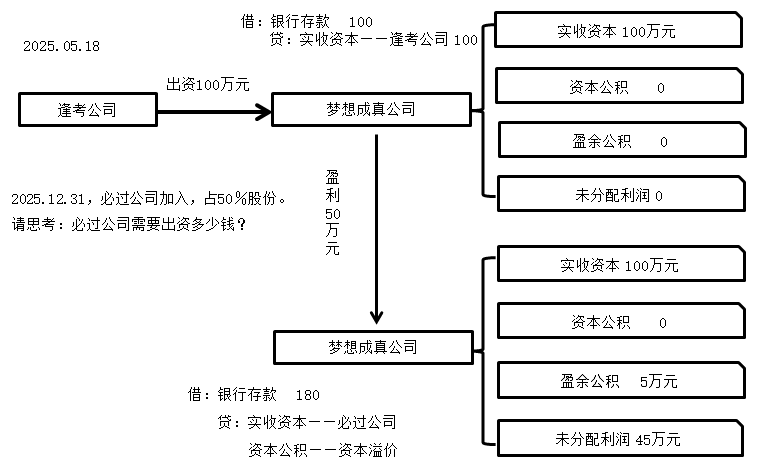 借：银行存款 100
贷：实收资本——逢考公司 100
2025.05.18
出资100万元
逢考公司
梦想成真公司
实收资本 100万元
资本公积 0
盈余公积 0
未分配利润 0
盈利50万元
2025.12.31，必过公司加入，占50%股份。
请思考：必过公司需要出资多少钱？
梦想成真公司
实收资本 100万元
资本公积 0
盈余公积 5万元
未分配利润 45万元
借：银行存款 180
贷：实收资本——必过公司
资本公积——资本溢价